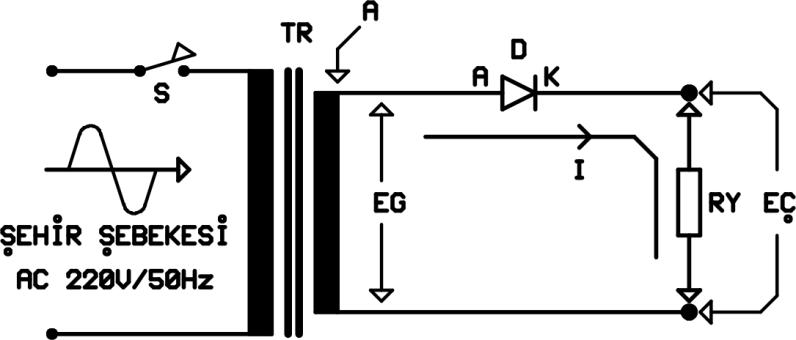 A
TR
D
A
K
S
I
EG
RY
EÇ
ŞEHİR ŞEBEKESİ
AC 220V/50Hz